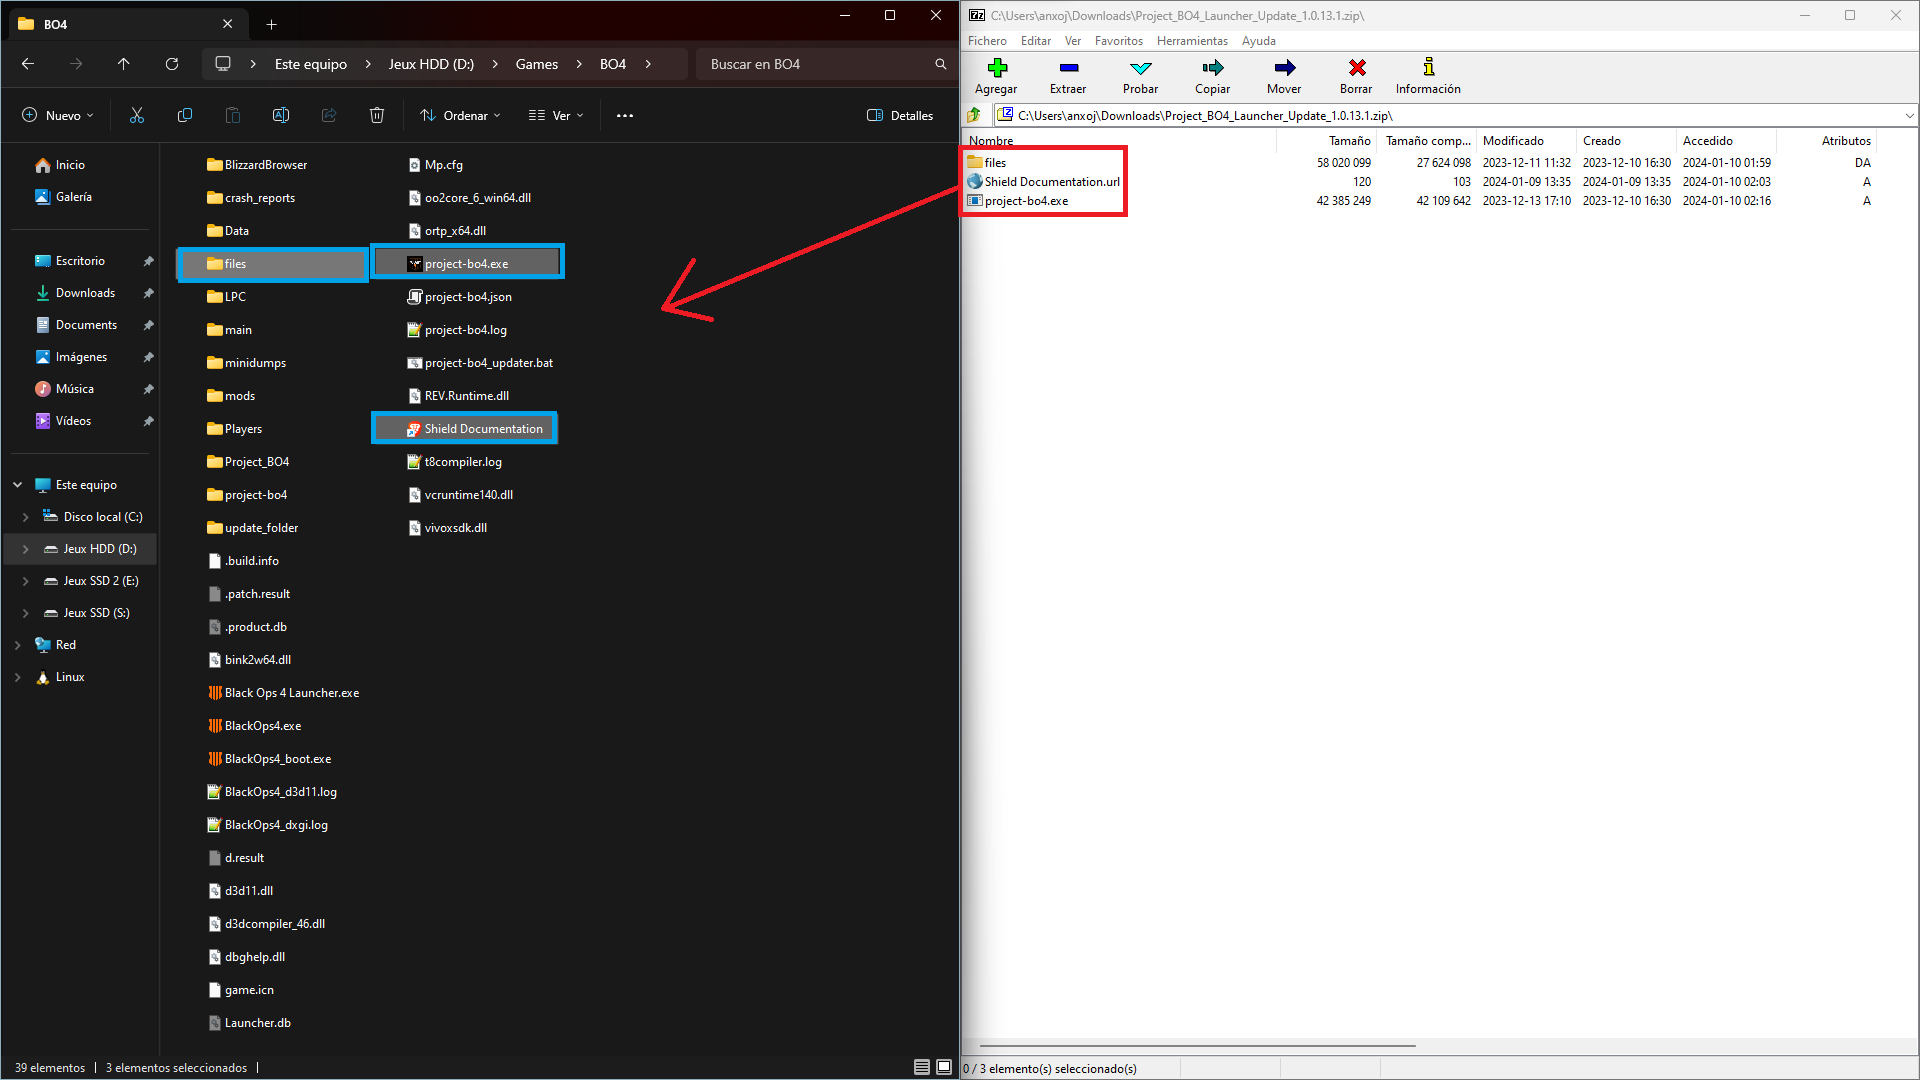 BO4
Este equipo
Jeux HDD (D:)
Games
BO4
Buscar en BO4
Nuevo
Ordenar
Ver
Detalles
Inicio
Galería
Escritorio
Downloads
Documents
Imágenes
Música
Vídeos
Este equipo
Disco local (C:)
Jeux HDD (D:)
Jeux SSD 2 (E:)
Jeux SSD (S:)
Red
Linux
BlizzardBrowser
crash_reports
Data
files
LPC
main
minidumps
mods
Players
Project_BO4
project-bo4
update_folder
.build.info
.patch.result
.product.db
bink2w64.dll
Black Ops 4 Launcher.exe
BlackOps4.exe
BlackOps4_boot.exe
BlackOps4_d3d11.log
BlackOps4_dxgi.log
d.result
d3d11.dll
d3dcompiler_46.dll
dbghelp.dll
game.icn
Launcher.db
Mp.cfg
oo2core_6_win64.dll
ortp_x64.dll
project-bo4.exe
project-bo4.json
project-bo4.log
project-bo4_updater.bat
REV.Runtime.dll
Shield Documentation
t8compiler.log
vcruntime140.dll
vivoxsdk.dll
39 elementos
3 elementos seleccionados
C:\Users\anxoj\Downloads\Project_BO4_Launcher_Update_1.0.13.1.zip\
Fichero Editar Ver Favoritos Herramientas Ayuda
Agregar Extraer Probar Copiar Mover Borrar Información
C:\Users\anxoj\Downloads\Project_BO4_Launcher_Update_1.0.13.1.zip\
Nombre Tamaño Tamaño comp... Modificado Creado Accedido Atributos
files 58 020 099 27 624 098 2023-12-11 11:32 2023-12-10 16:30 2024-01-10 01:59 DA
Shield Documentation.url 120 103 2024-01-09 13:35 2024-01-09 13:35 2024-01-10 02:03 A
project-bo4.exe 42 385 249 42 109 642 2023-12-13 17:10 2023-12-10 16:30 2024-01-10 02:16 A
0 / 3 elemento(s) seleccionado(s)